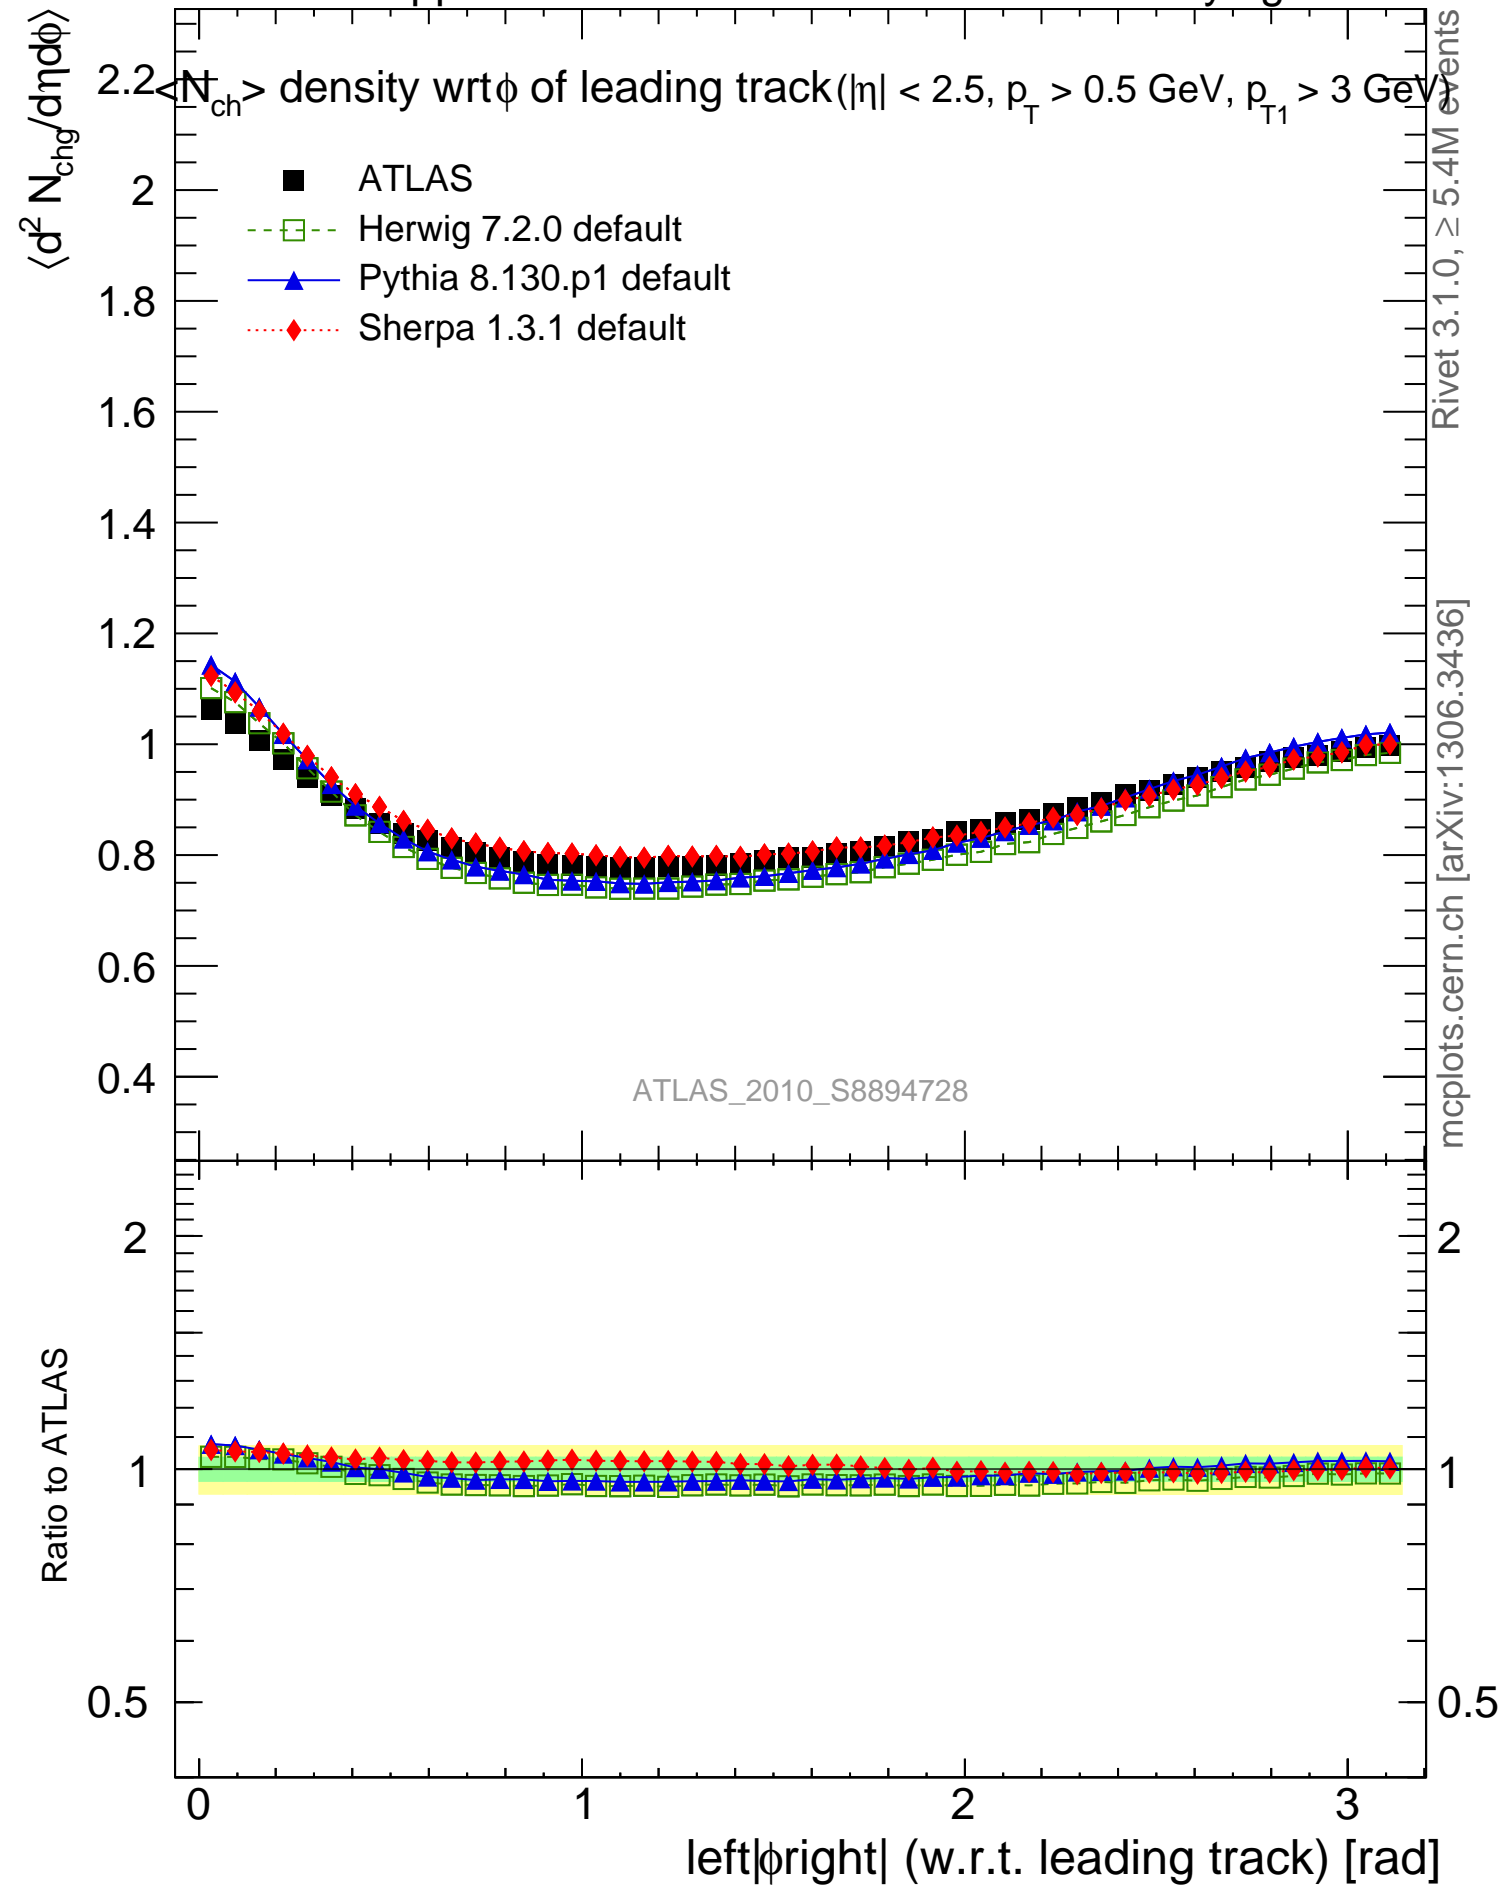 <N_ch> density wrt ϕ of leading track (|η| < 2.5, p_T > 0.5 GeV, p_T1 > 3 GeV)
⟨d² N_chg/dηdϕ⟩
ATLAS
Herwig 7.2.0 default
Pythia 8.130.p1 default
Sherpa 1.3.1 default
2.2
2
1.8
1.6
1.4
1.2
1
0.8
0.6
0.4
ATLAS_2010_S8894728
Rivet 3.1.0, ≥ 5.4M events
mcplots.cern.ch [arXiv:1306.3436]
Ratio to ATLAS
2
1
0.5
2
1
0.5
0 1 2 3
left|ϕright| (w.r.t. leading track) [rad]